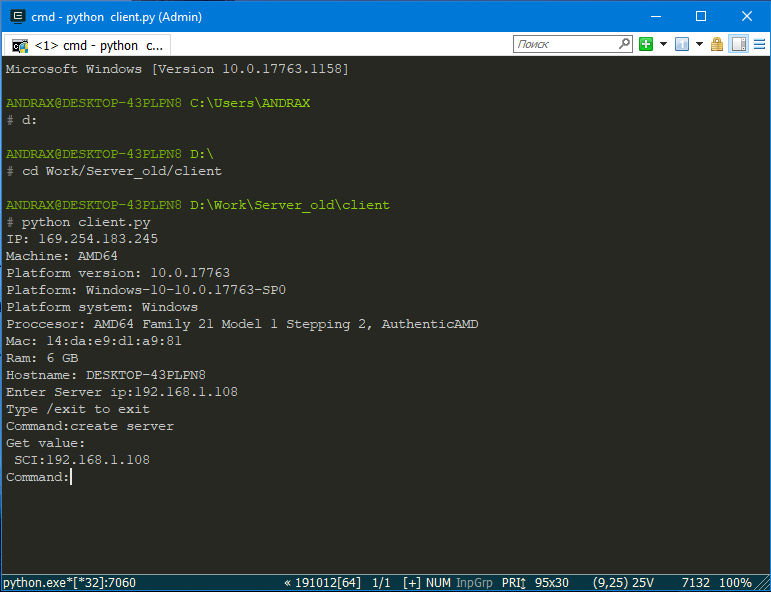 cmd - python  client.py (Admin)
<1> cmd - python  c...
Поиск
Microsoft Windows [Version 10.0.17763.1158]
ANDRAX@DESKTOP-43PLPN8 C:\Users\ANDRAX
# d:
ANDRAX@DESKTOP-43PLPN8 D:\
# cd Work/Server_old/client
ANDRAX@DESKTOP-43PLPN8 D:\Work\Server_old\client
# python client.py
IP: 169.254.183.245
Machine: AMD64
Platform version: 10.0.17763
Platform: Windows-10-10.0.17763-SP0
Platform system: Windows
Proccesor: AMD64 Family 21 Model 1 Stepping 2, AuthenticAMD
Mac: 14:da:e9:d1:a9:81
Ram: 6 GB
Hostname: DESKTOP-43PLPN8
Enter Server ip:192.168.1.108
Type /exit to exit
Command:create server
Get value:
 SCI:192.168.1.108
Command:
python.exe*[*32]:7060 « 191012[64] 1/1 [+] NUM InpGrp PRI↕ 95x30 (9,25) 25V 7132 100%